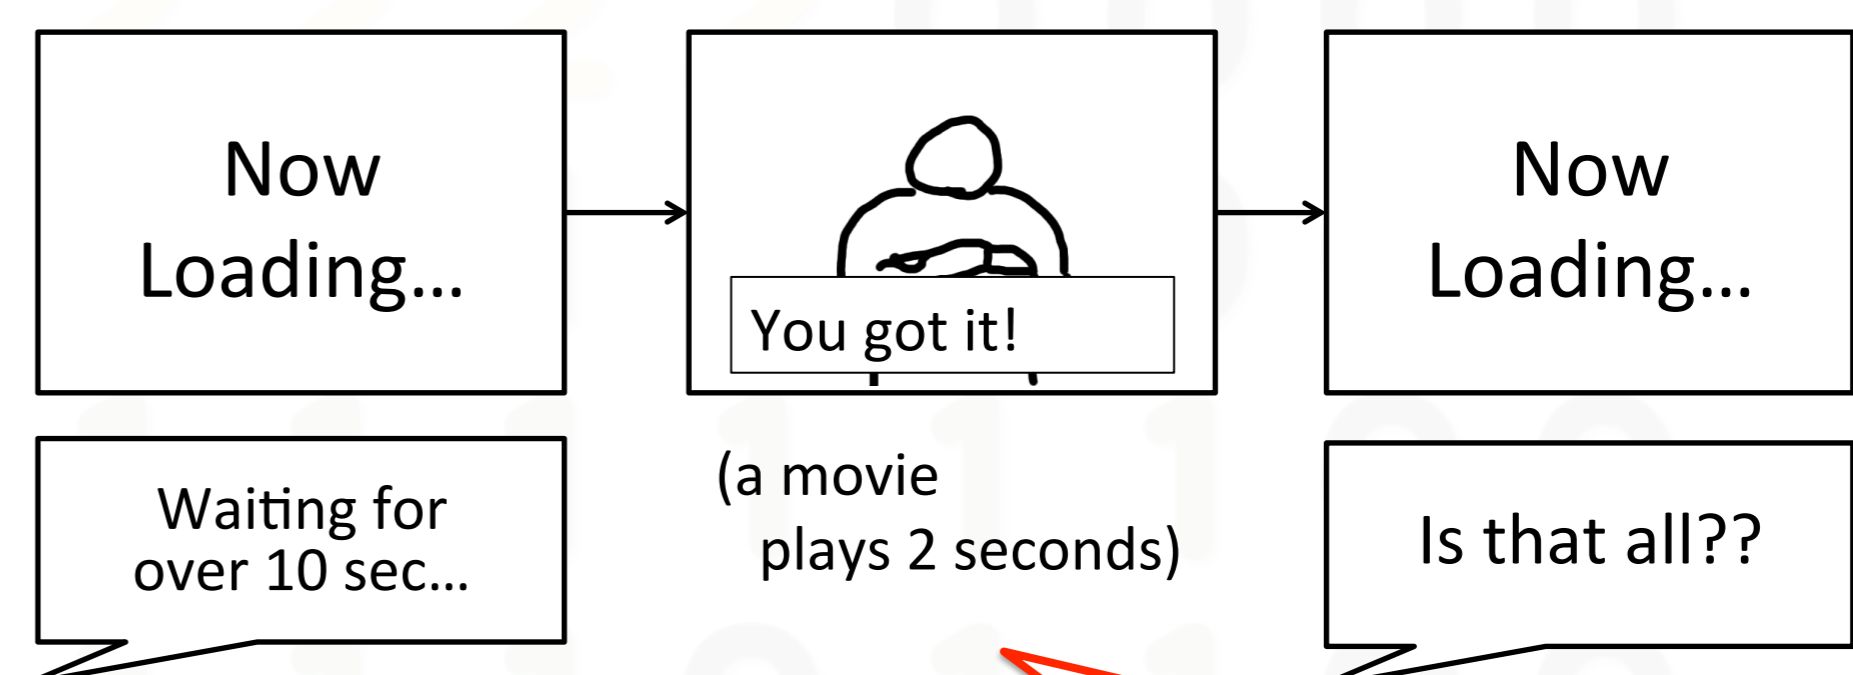 Now
Loading...
You got it!
Now
Loading...
Waiting for
over 10 sec...
(a movie
plays 2 seconds)
Is that all??